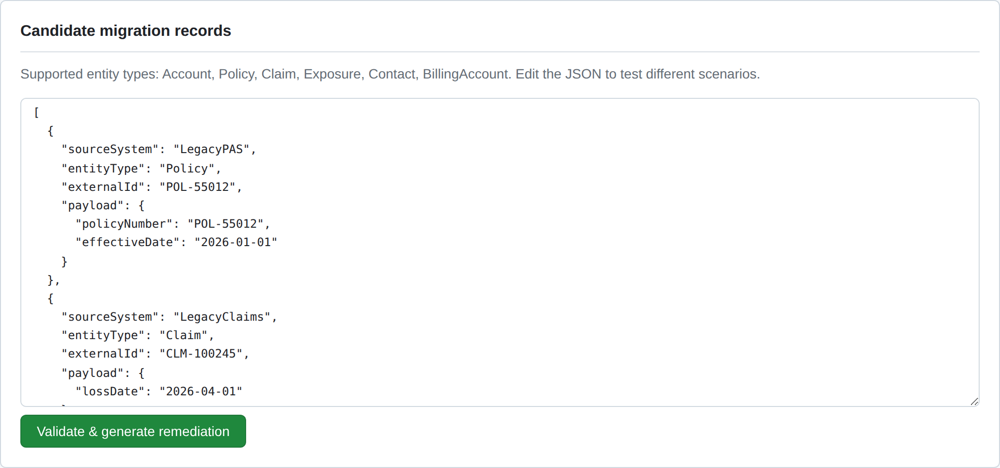 Candidate migration records
Supported entity types: Account, Policy, Claim, Exposure, Contact, BillingAccount. Edit the JSON to test different scenarios.
[
  {
    "sourceSystem": "LegacyPAS",
    "entityType": "Policy",
    "externalId": "POL-55012",
    "payload": {
      "policyNumber": "POL-55012",
      "effectiveDate": "2026-01-01"
    }
  },
  {
    "sourceSystem": "LegacyClaims",
    "entityType": "Claim",
    "externalId": "CLM-100245",
    "payload": {
      "lossDate": "2026-04-01"
Validate & generate remediation